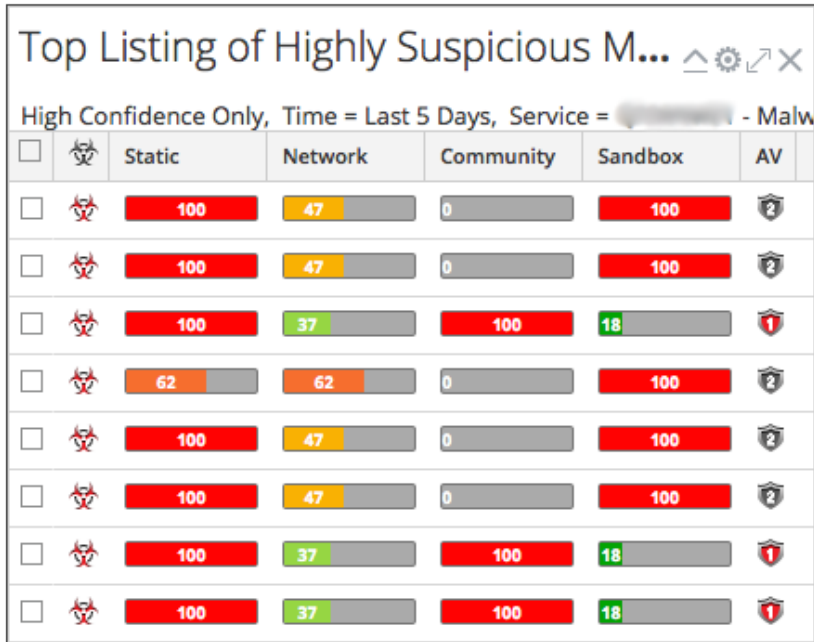 Top Listing of Highly Suspicious M...
High Confidence Only, Time = Last 5 Days, Service = - Malw
Static Network Community Sandbox AV
100 47 0 100 2
100 47 0 100 2
100 37 100 18 1
62 62 0 100 2
100 47 0 100 2
100 47 0 100 2
100 37 100 18 1
100 37 100 18 1